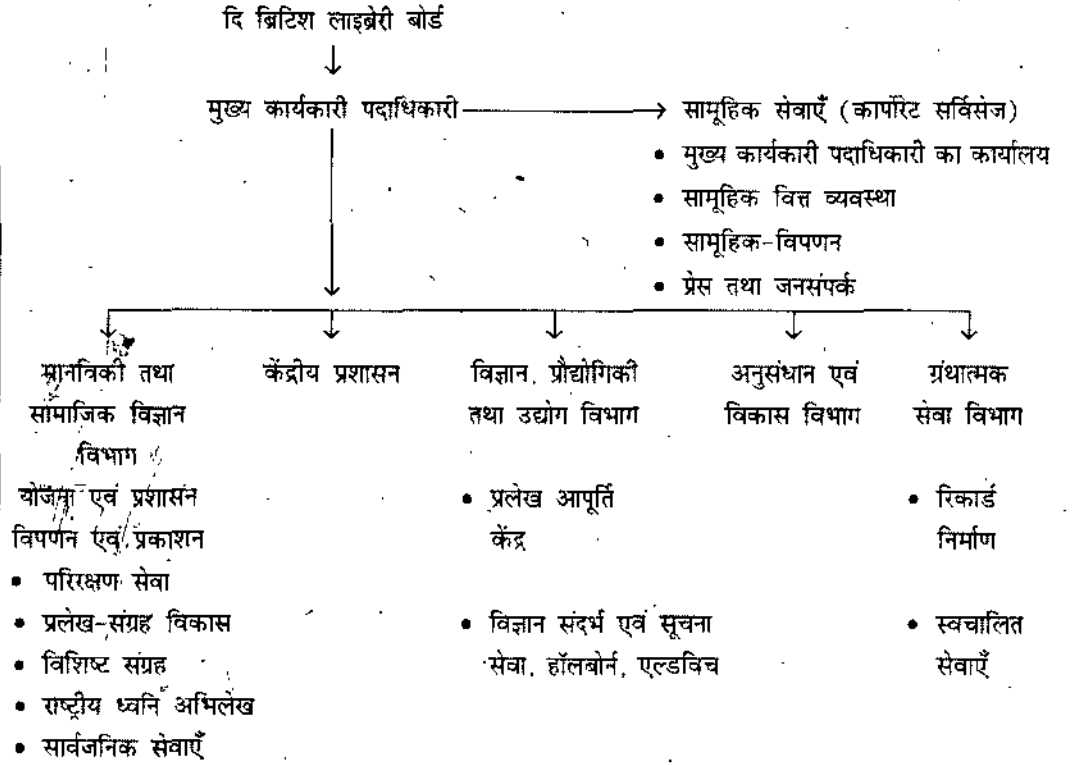 दि ब्रिटिश लाइब्रेरी बोर्ड
मुख्य कार्यकारी पदाधिकारी
सामूहिक सेवाएँ (कार्पोरेट सर्विसेज)
• मुख्य कार्यकारी पदाधिकारी का कार्यालय
• सामूहिक वित्त व्यवस्था
• सामूहिक-विपणन
• प्रेस तथा जनसंपर्क
मानविकी तथा
सामाजिक विज्ञान
विभाग
योजना एवं प्रशासन
विपणन एवं प्रकाशन
• परिरक्षण सेवा
• प्रलेख-संग्रह विकास
• विशिष्ट संग्रह
• राष्ट्रीय ध्वनि अभिलेख
• सार्वजनिक सेवाएँ
केंद्रीय प्रशासन
विज्ञान, प्रौद्योगिकी
तथा उद्योग विभाग
• प्रलेख आपूर्ति
केंद्र
• विज्ञान संदर्भ एवं सूचना
सेवा, हॉलबोर्न, एल्डविच
अनुसंधान एवं
विकास विभाग
ग्रंथात्मक
सेवा विभाग
• रिकार्ड
निर्माण
• स्वचालित
सेवाएँ